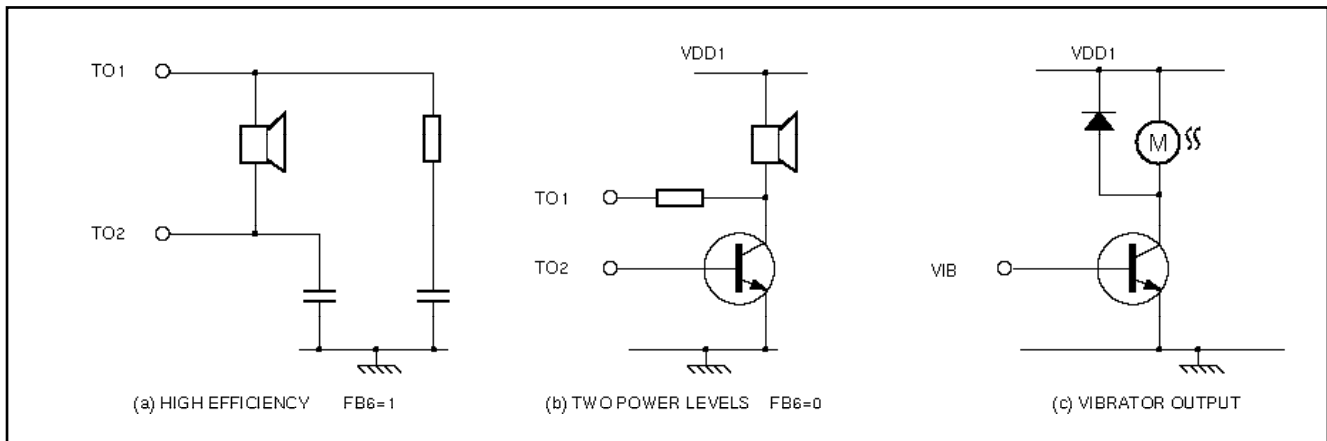 TO1
TO2
(a) HIGH EFFICIENCY FB6=1
VDD1
TO1
TO2
(b) TWO POWER LEVELS FB6=0
VDD1
M
VIB
(c) VIBRATOR OUTPUT